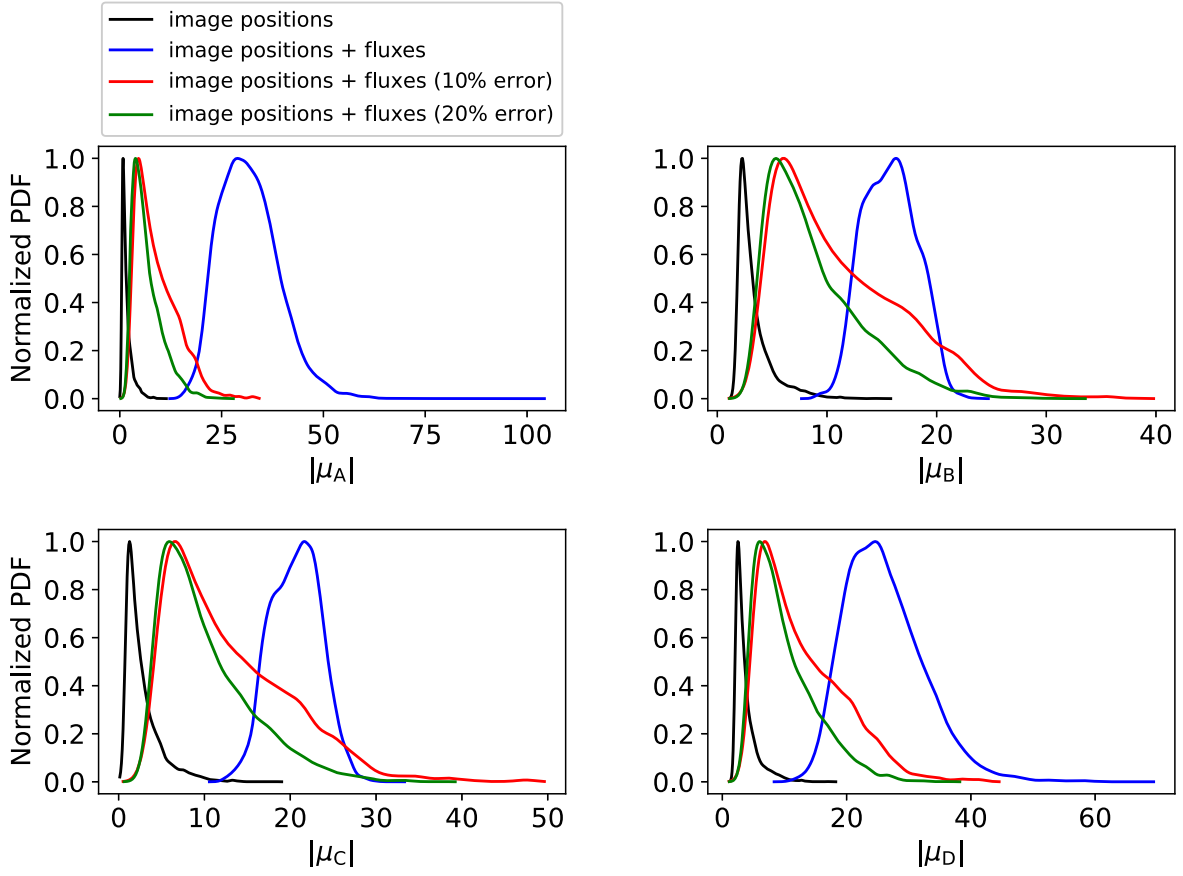 image positions
image positions + fluxes
image positions + fluxes (10% error)
image positions + fluxes (20% error)
Normalized PDF
1.0
0.8
0.6
0.4
0.2
0.0
0 25 50 75 100
|μA|
1.0
0.8
0.6
0.4
0.2
0.0
0 10 20 30 40
|μB|
Normalized PDF
1.0
0.8
0.6
0.4
0.2
0.0
0 10 20 30 40 50
|μC|
1.0
0.8
0.6
0.4
0.2
0.0
0 20 40 60
|μD|